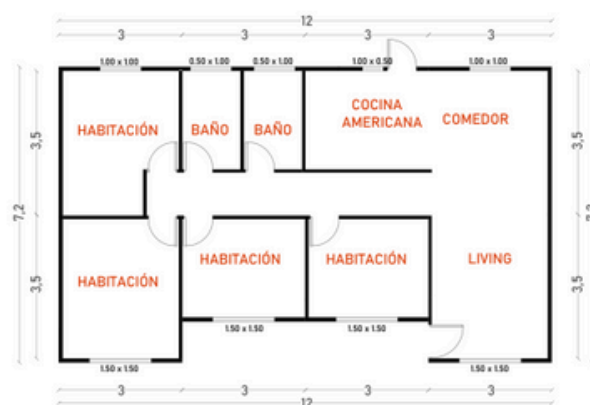 12
3 3 3 3
1.00 x 1.00 0.50 x 1.00 0.50 x 1.00 1.00 x 0.50 1.00 x 1.00
COCINA
AMERICANA
COMEDOR
HABITACIÓN BAÑO BAÑO
3,5 3,5
7,2 7,2
HABITACIÓN HABITACIÓN LIVING
HABITACIÓN
3,5 3,5
1.50 x 1.50 1.50 x 1.50
1.50 x 1.50 1.50 x 1.50
3 3 3 3
12